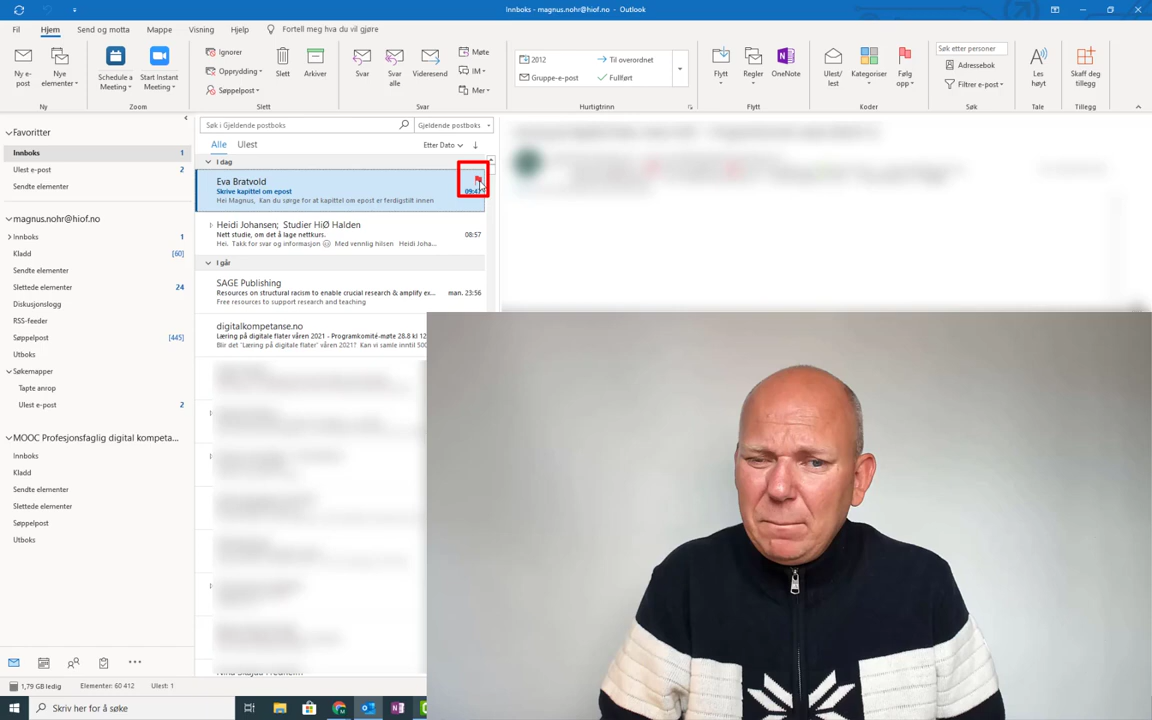 Innboks - magnus.nohr@hiof.no - Outlook
Fil Hjem Send og motta Mappe Visning Hjelp Fortell meg hva du vil gjøre
Ny e-post
Nye elementer
Ny
Schedule a Meeting
Start Instant Meeting
Zoom
Ignorer
Opprydding
Søppelpost
Slett
Arkiver
Slett
Svar
Svar alle
Videresend
Møte
IM
Mer
Svar
2012
Til overordnet
Gruppe-e-post
Fullført
Hurtigtrinn
Flytt
Regler
OneNote
Flytt
Ulest/lest
Kategoriser
Følg opp
Koder
Søk etter personer
Adressebok
Filtrer e-post
Søk
Les høyt
Tale
Skaff deg tillegg
Tillegg
Favoritter
Innboks 1
Ulest e-post 2
Sendte elementer
magnus.nohr@hiof.no
Innboks 1
Kladd [60]
Sendte elementer
Slettede elementer 24
Diskusjonslogg
RSS-feeder
Søppelpost [445]
Utboks
Søkemapper
Tapte anrop
Ulest e-post 2
MOOC Profesjonsfaglig digital kompeta...
Innboks
Kladd
Sendte elementer
Slettede elementer
Søppelpost
Utboks
Søk i Gjeldende postboks
Gjeldende postboks
Alle Ulest
Etter Dato
I dag
Eva Bratvold
Skrive kapittel om epost
Hei Magnus, Kan du sørge for at kapittel om epost er ferdigstilt innen
Heidi Johansen; Studier HiØ Halden
Nett studie, om det å lage nettkurs. 08:57
Hei. Takk for svar og informasjon Med vennlig hilsen Heidi Joha...
I går
SAGE Publishing
Resources on structural racism to enable crucial research & amplify ex... man. 23:56
Free resources to support research and teaching
digitalkompetanse.no
Læring på digitale flater våren 2021 - Programkomité-møte 28.8 kl 12
Blir det "Læring på digitale flater" våren 2021? Kan vi samle inntil 500
1,79 GB ledig Elementer: 60 412 Ulest: 1
Skriv her for å søke